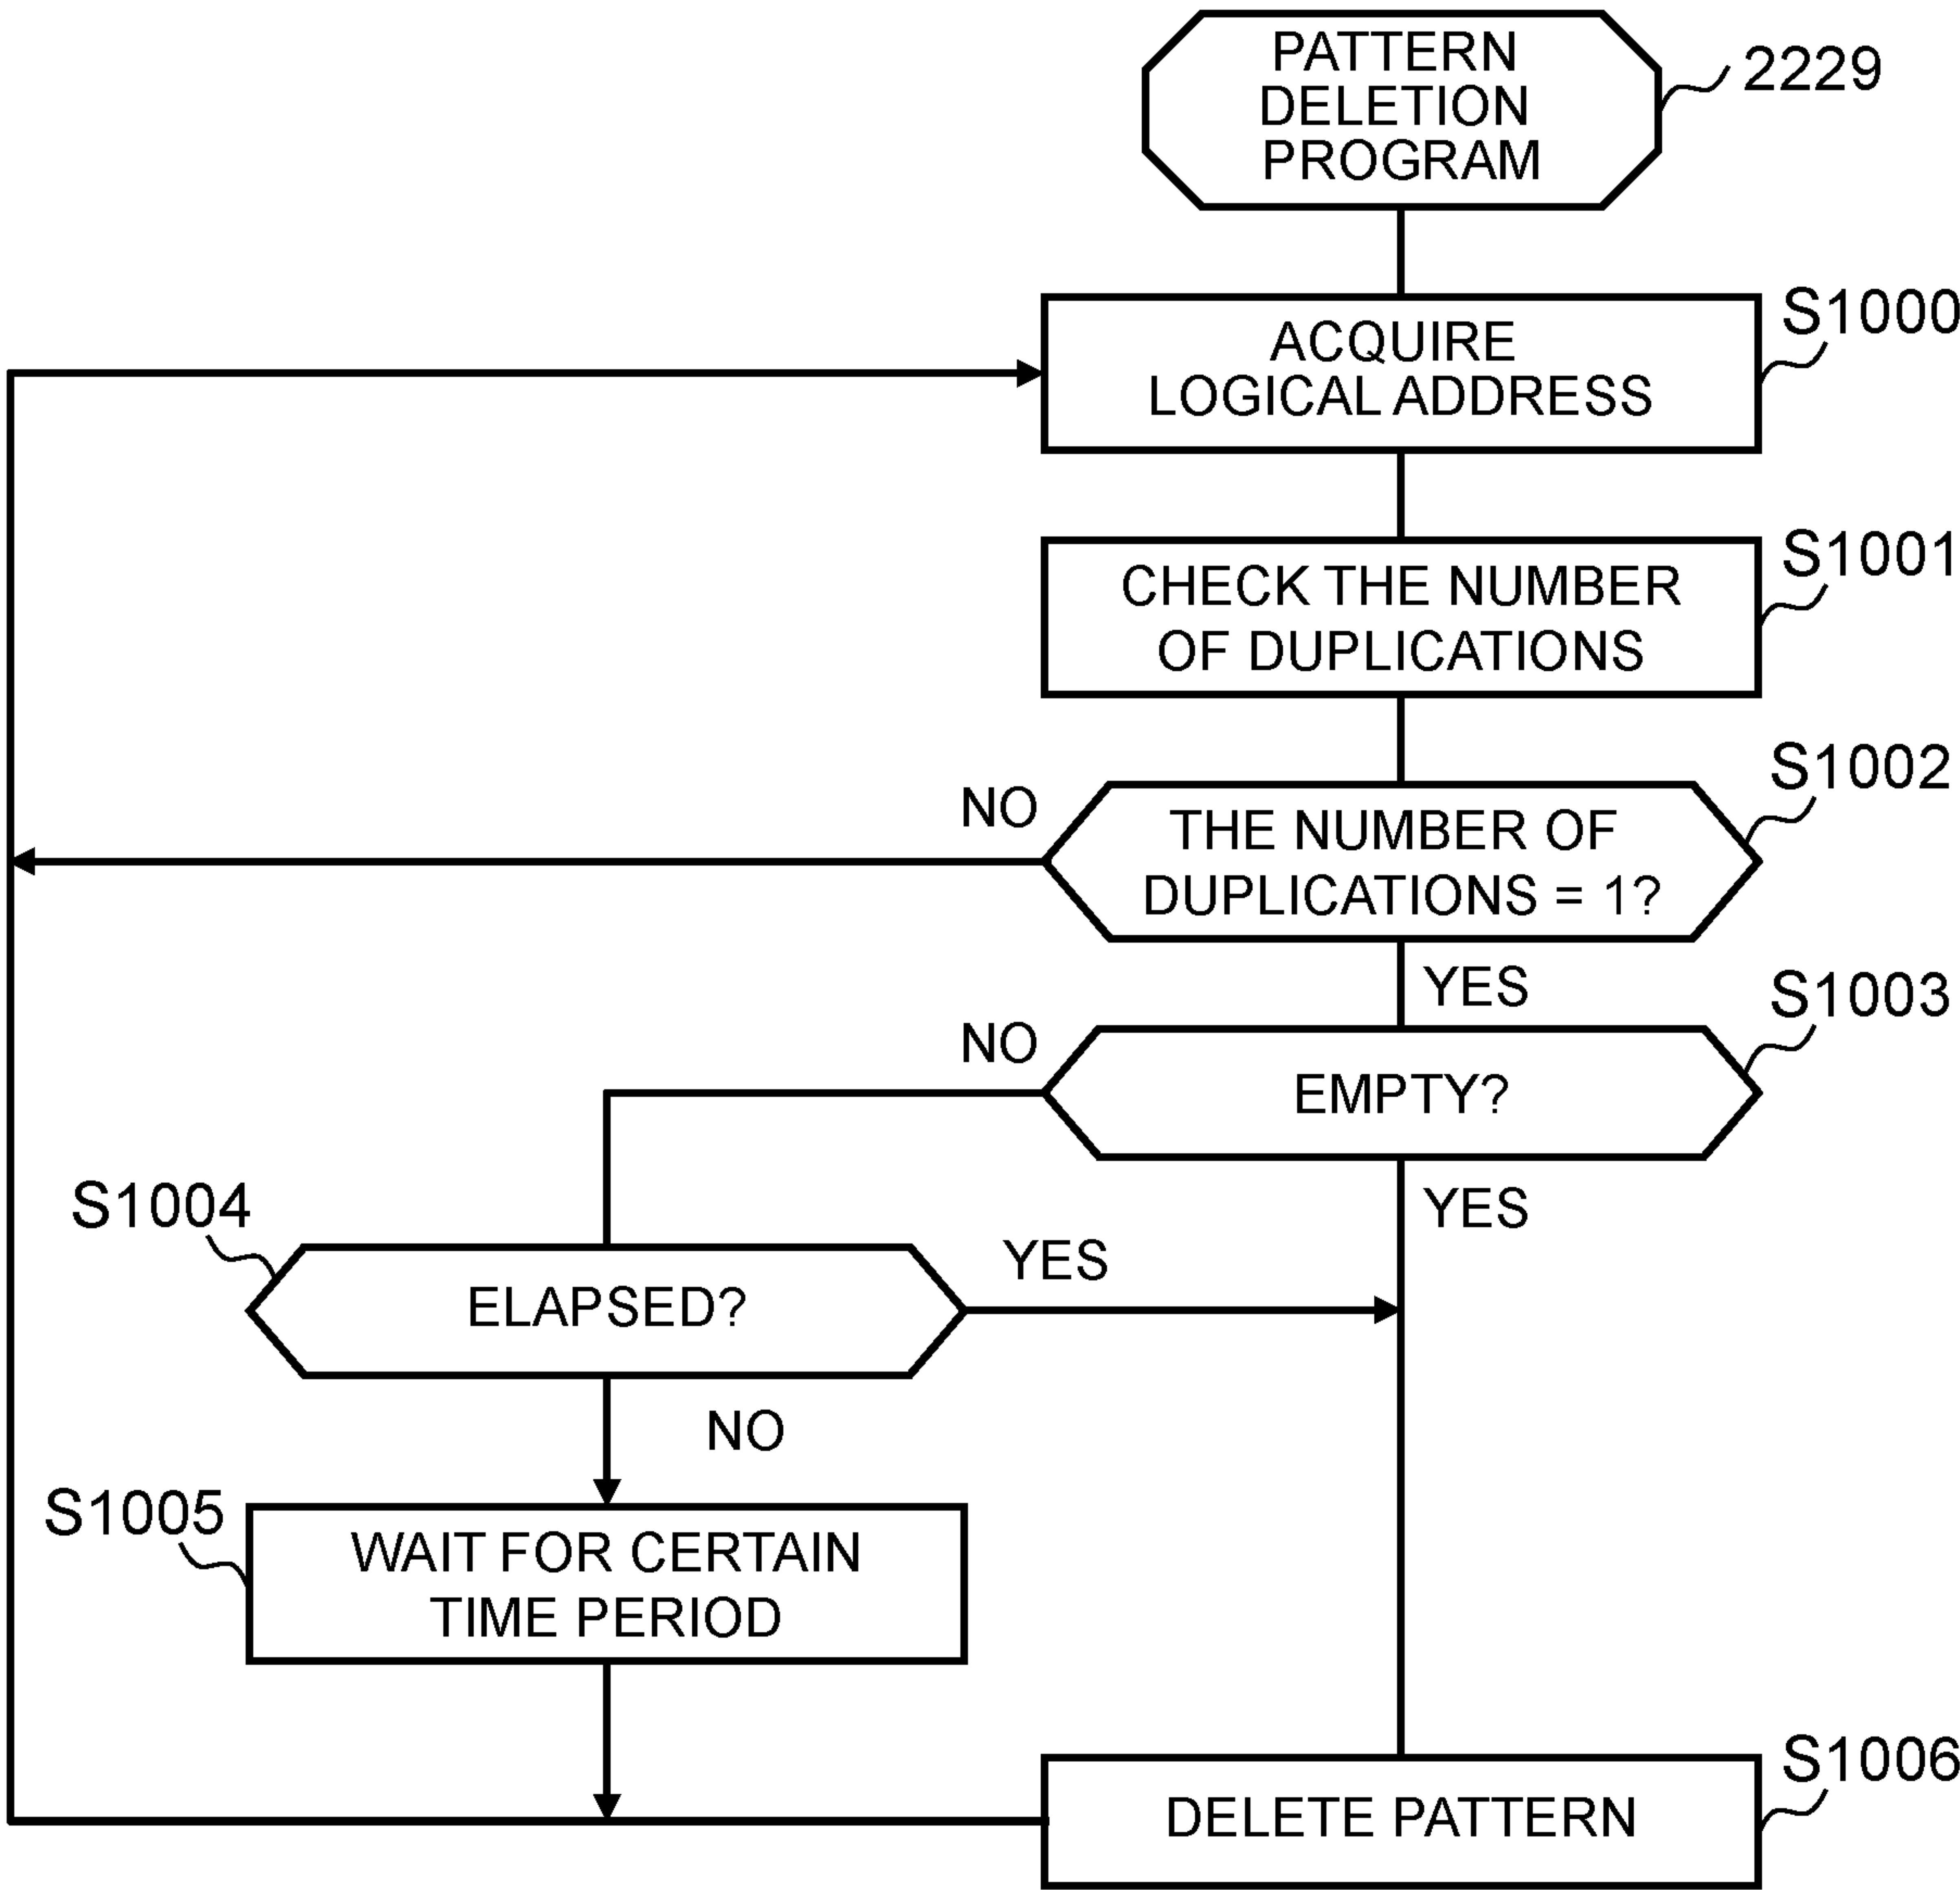 PATTERN
DELETION
PROGRAM
2229
S1000
ACQUIRE
LOGICAL ADDRESS
S1001
CHECK THE NUMBER
OF DUPLICATIONS
S1002
NO
THE NUMBER OF
DUPLICATIONS = 1?
YES
S1003
NO
EMPTY?
YES
S1004
YES
ELAPSED?
NO
S1005
WAIT FOR CERTAIN
TIME PERIOD
S1006
DELETE PATTERN